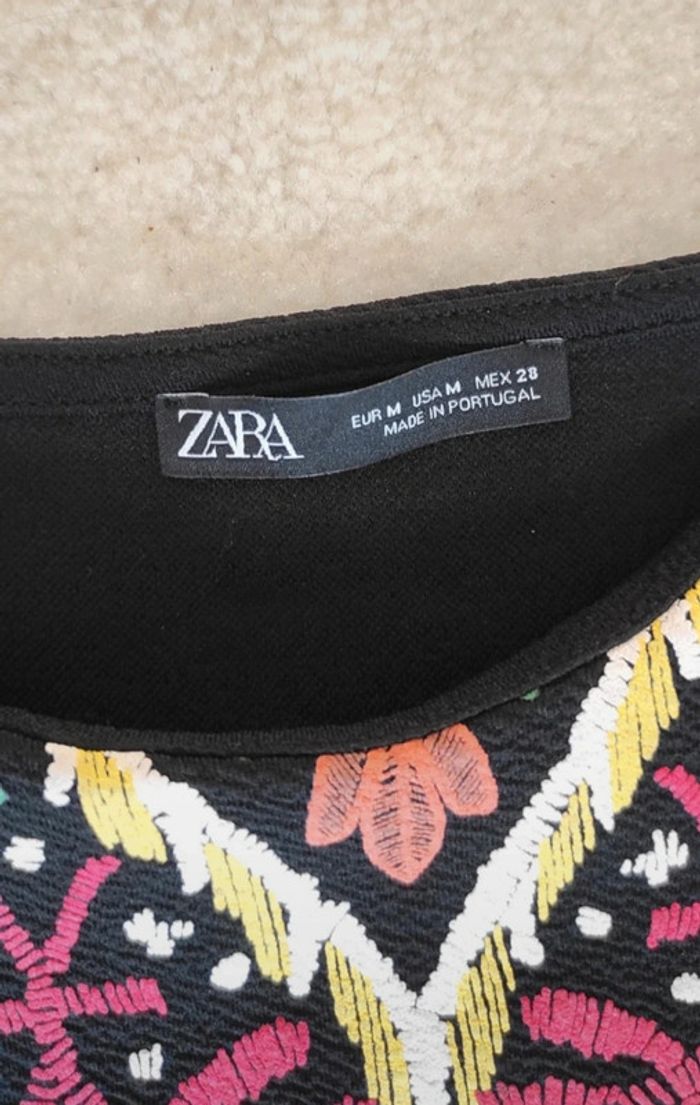 ZARA
EUR M USA M MEX 28
MADE IN PORTUGAL